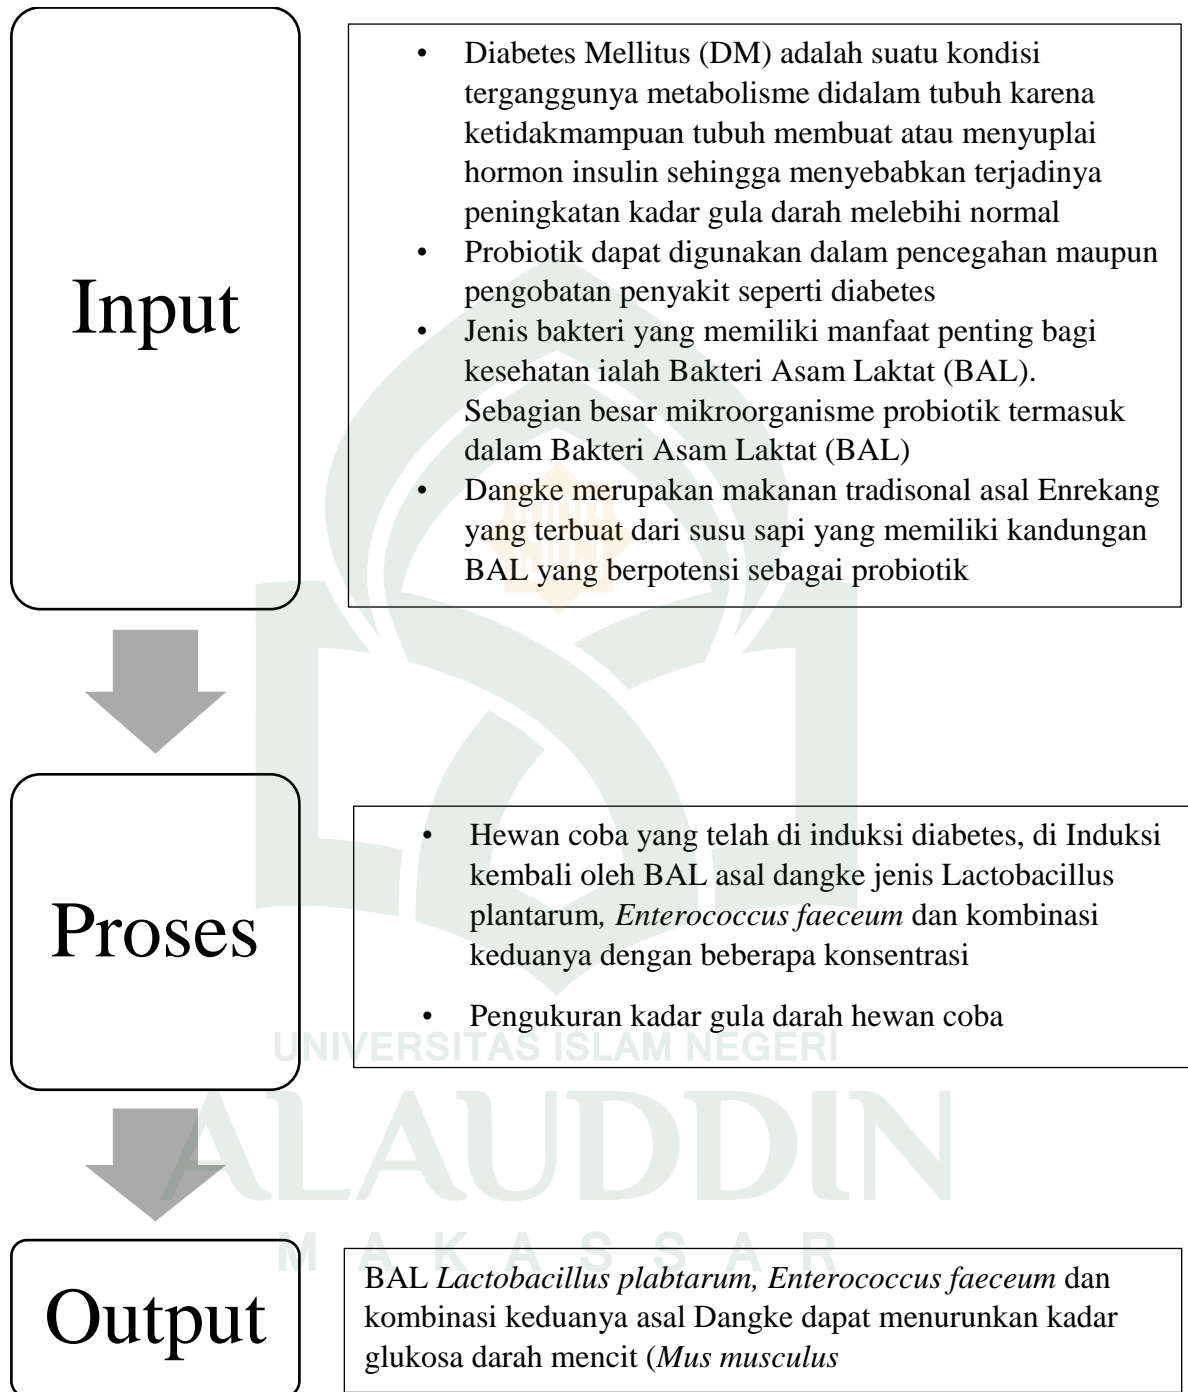 Input
• Diabetes Mellitus (DM) adalah suatu kondisi
terganggunya metabolisme didalam tubuh karena
ketidakmampuan tubuh membuat atau menyuplai
hormon insulin sehingga menyebabkan terjadinya
peningkatan kadar gula darah melebihi normal
• Probiotik dapat digunakan dalam pencegahan maupun
pengobatan penyakit seperti diabetes
• Jenis bakteri yang memiliki manfaat penting bagi
kesehatan ialah Bakteri Asam Laktat (BAL).
Sebagian besar mikroorganisme probiotik termasuk
dalam Bakteri Asam Laktat (BAL)
• Dangke merupakan makanan tradisonal asal Enrekang
yang terbuat dari susu sapi yang memiliki kandungan
BAL yang berpotensi sebagai probiotik
Proses
• Hewan coba yang telah di induksi diabetes, di Induksi
kembali oleh BAL asal dangke jenis Lactobacillus
plantarum, Enterococcus faeceum dan kombinasi
keduanya dengan beberapa konsentrasi
• Pengukuran kadar gula darah hewan coba
UNIVERSITAS ISLAM NEGERI
ALAUDDIN
MAKASSAR
Output
BAL Lactobacillus plabtarum, Enterococcus faeceum dan
kombinasi keduanya asal Dangke dapat menurunkan kadar
glukosa darah mencit (Mus musculus